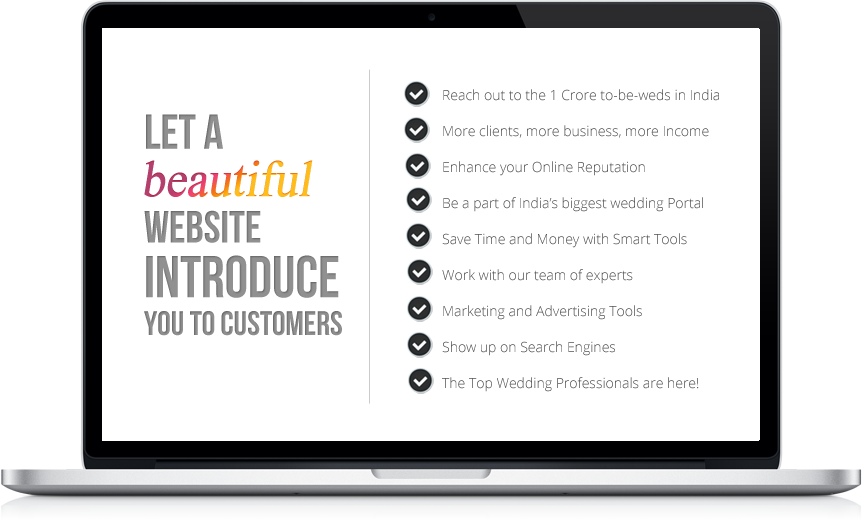 LET A
beautiful
WEBSITE
INTRODUCE
YOU TO CUSTOMERS
Reach out to the 1 Crore to-be-weds in India
More clients, more business, more Income
Enhance your Online Reputation
Be a part of India's biggest wedding Portal
Save Time and Money with Smart Tools
Work with our team of experts
Marketing and Advertising Tools
Show up on Search Engines
The Top Wedding Professionals are here!